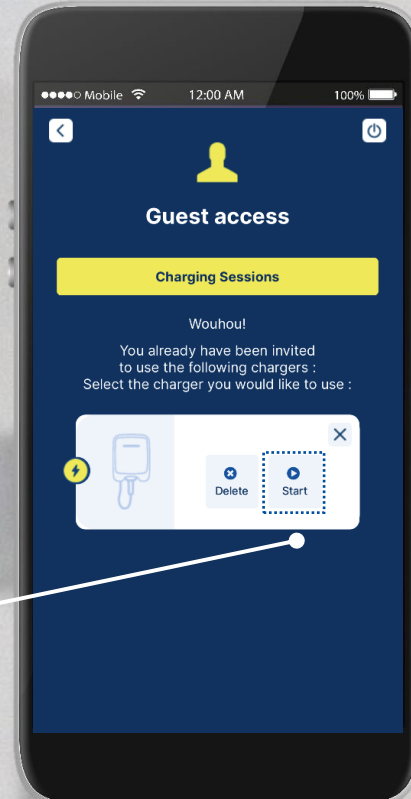 Mobile 12:00 AM 100%
Guest access
Charging Sessions
Wouhou!
You already have been invited
to use the following chargers :
Select the charger you would like to use :
Delete Start